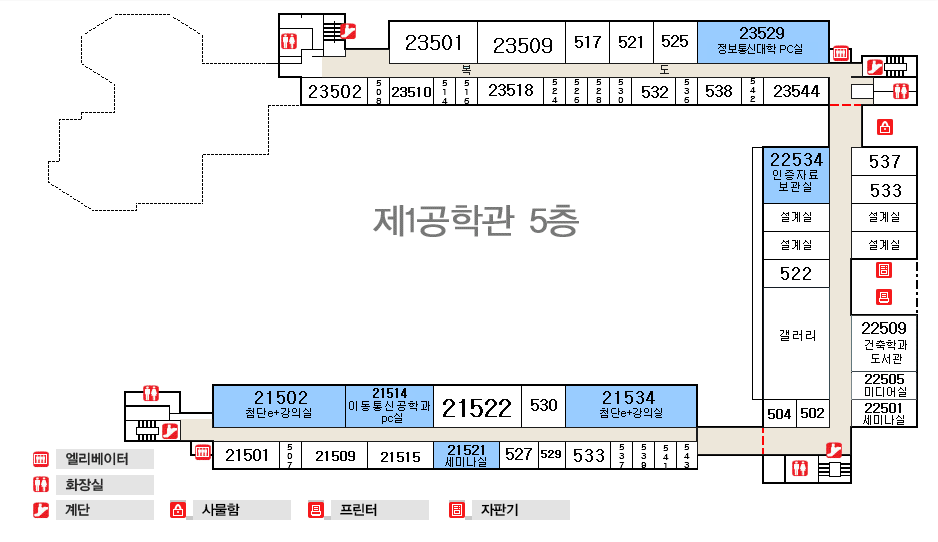 23501
23509
517
521
525
23529
정보통신대학 PC실
복 도
23502
508
23510
514
516
23518
524
526
528
530
532
536
538
542
23544
22534
인증자료
보관실
설계실
설계실
522
갤러리
504
502
537
533
설계실
설계실
22509
건축학과
도서관
22505
미디어실
22501
세미나실
제1공학관 5층
21502
첨단e+강의실
21514
이동통신공학과
pc실
21522
530
21534
첨단e+강의실
21501
507
21509
21515
21521
세미나실
527
529
533
537
539
541
543
엘리베이터
화장실
계단
사물함
프린터
자판기